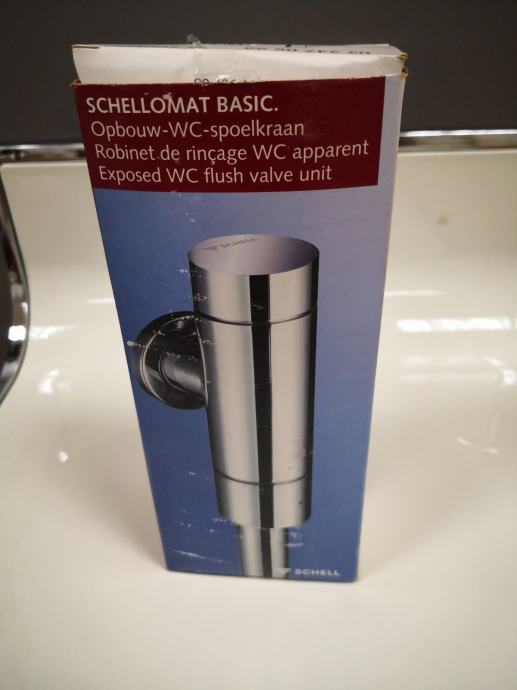 SCHELLOMAT BASIC.
Opbouw-WC-spoelkraan
Robinet de rinçage WC apparent
Exposed WC flush valve unit
SCHELL
SCHELL